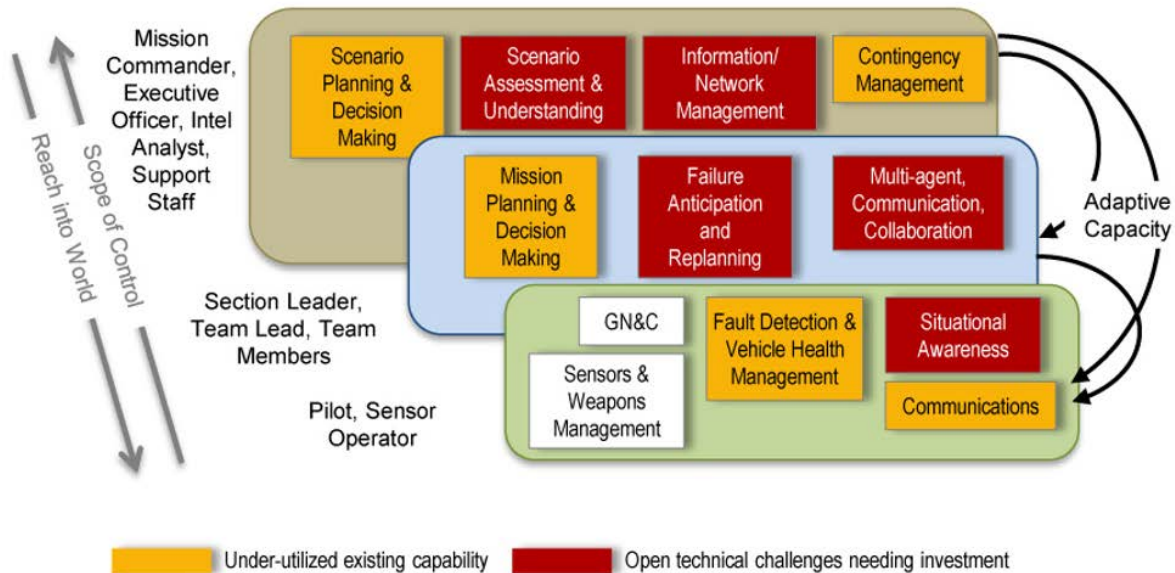 Mission
Commander,
Executive
Officer, Intel
Analyst,
Support
Staff
Scenario
Planning &
Decision
Making
Scenario
Assessment &
Understanding
Information/
Network
Management
Contingency
Management
Reach into World
Scope of Control
Mission
Planning &
Decision
Making
Failure
Anticipation
and
Replanning
Multi-agent,
Communication,
Collaboration
Adaptive
Capacity
Section Leader,
Team Lead, Team
Members
GN&C
Fault Detection &
Vehicle Health
Management
Situational
Awareness
Sensors &
Weapons
Management
Communications
Pilot, Sensor
Operator
Under-utilized existing capability
Open technical challenges needing investment